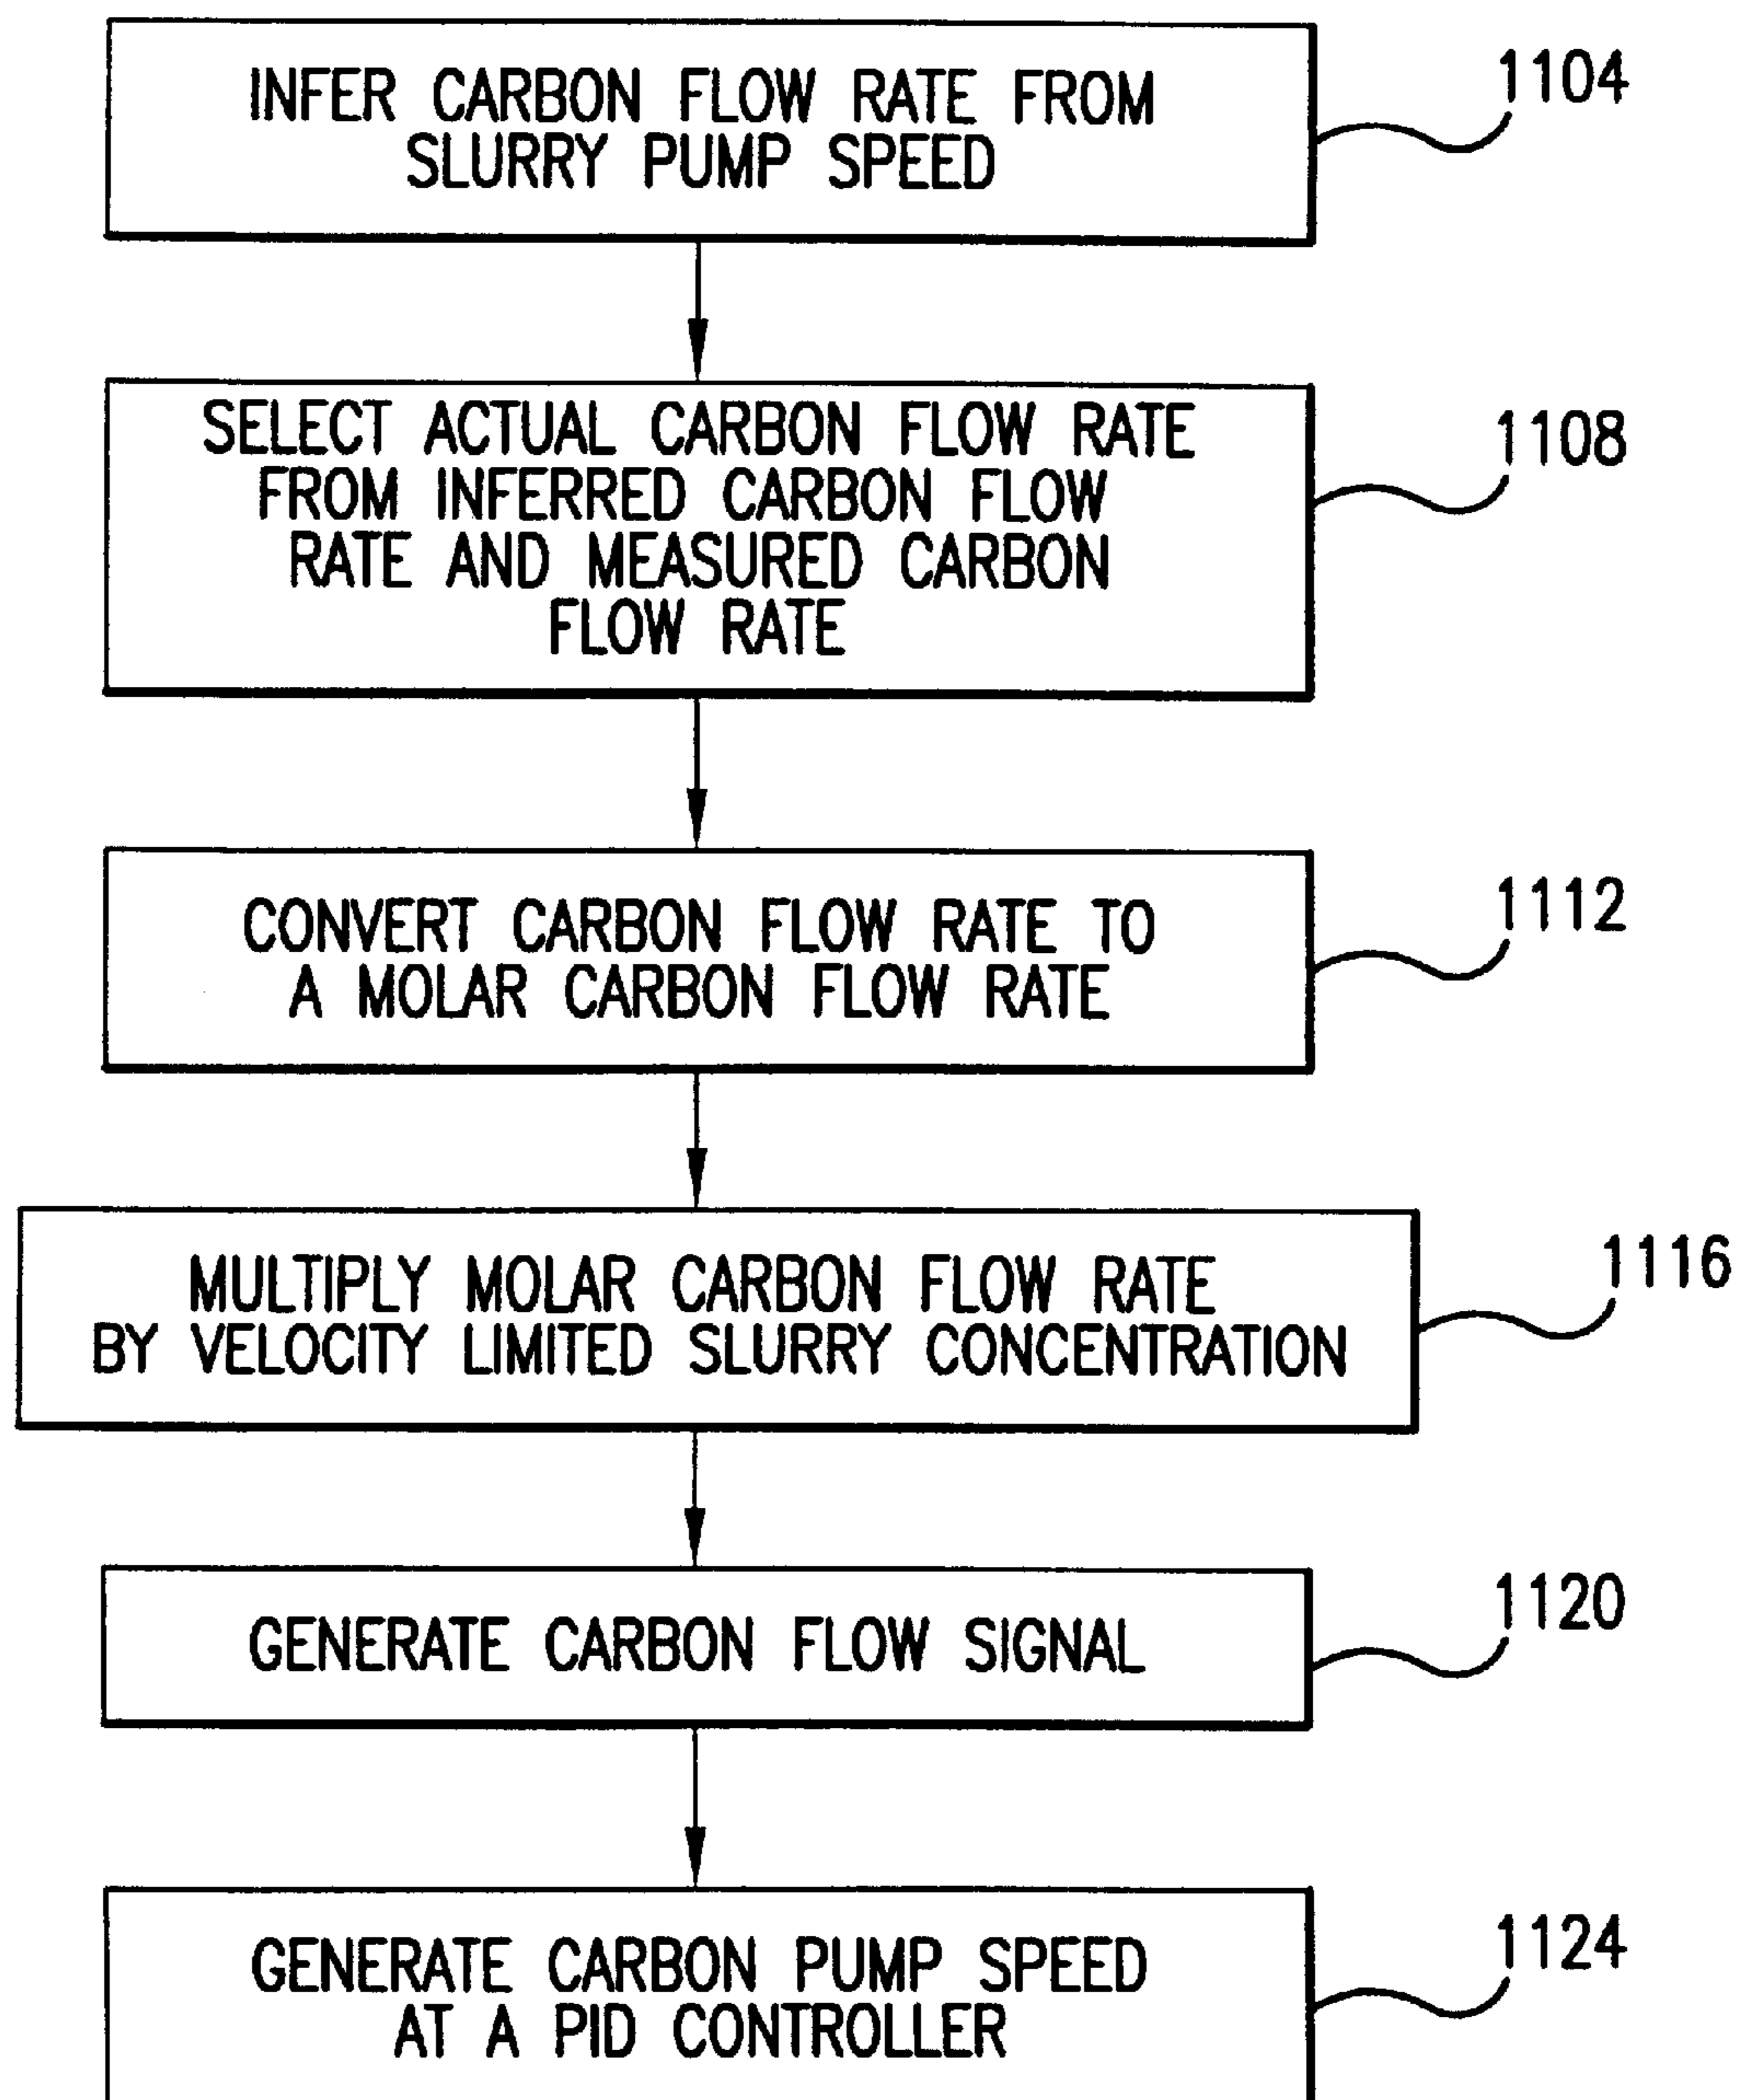 INFER CARBON FLOW RATE FROM
SLURRY PUMP SPEED
1104
SELECT ACTUAL CARBON FLOW RATE
FROM INFERRED CARBON FLOW
RATE AND MEASURED CARBON
FLOW RATE
1108
CONVERT CARBON FLOW RATE TO
A MOLAR CARBON FLOW RATE
1112
MULTIPLY MOLAR CARBON FLOW RATE
BY VELOCITY LIMITED SLURRY CONCENTRATION
1116
GENERATE CARBON FLOW SIGNAL
1120
GENERATE CARBON PUMP SPEED
AT A PID CONTROLLER
1124